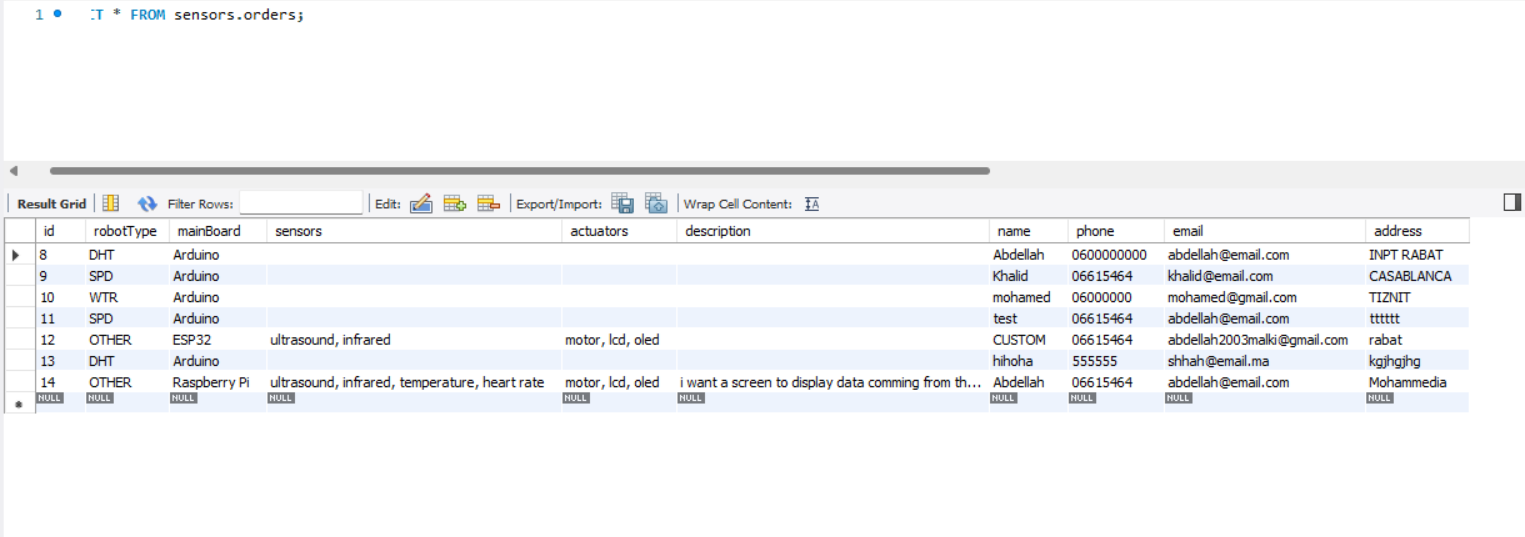 1 CT * FROM sensors.orders;
Result Grid Filter Rows: Edit: Export/Import: Wrap Cell Content:
id robotType mainBoard sensors actuators description name phone email address
8 DHT Arduino Abdellah 0600000000 abdellah@email.com INPT RABAT
9 SPD Arduino Khalid 06615464 khalid@email.com CASABLANCA
10 WTR Arduino mohamed 06000000 mohamed@gmail.com TIZNIT
11 SPD Arduino test 06615464 abdellah@email.com tttttt
12 OTHER ESP32 ultrasound, infrared motor, lcd, oled CUSTOM 06615464 abdellah2003malki@gmail.com rabat
13 DHT Arduino hihoha 555555 shhah@email.ma kgjhgjhg
14 OTHER Raspberry Pi ultrasound, infrared, temperature, heart rate motor, lcd, oled i want a screen to display data comming from th... Abdellah 06615464 abdellah@email.com Mohammedia
NULL NULL NULL NULL NULL NULL NULL NULL NULL NULL